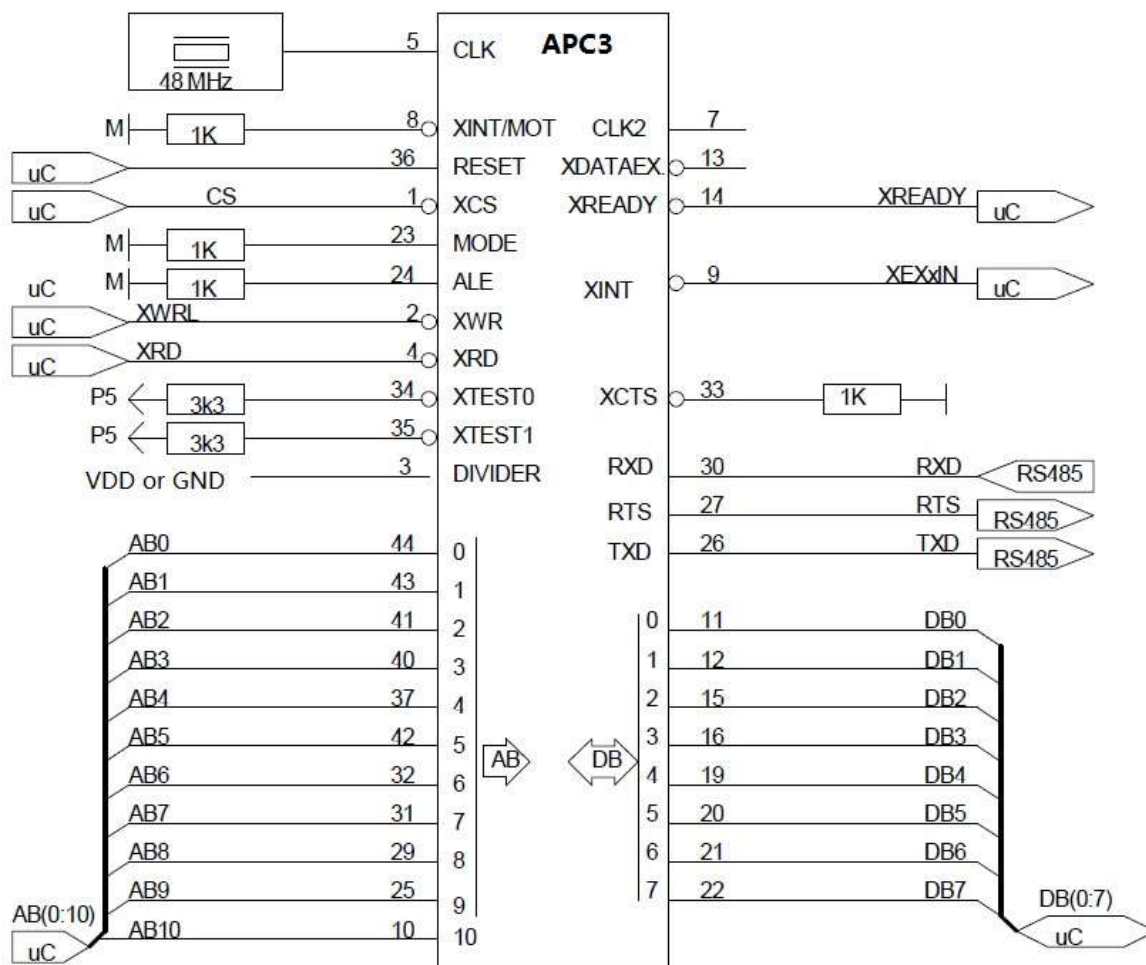 5 CLK APC3
48 MHz
M 1K 8 XINT/MOT CLK2 7
uC 36 RESET XDATAEX. 13
uC CS 1 XCS XREADY 14 XREADY uC
M 1K 23 MODE
uC M 1K 24 ALE XINT 9 XEXxIN uC
uC XWRL 2 XWR
uC XRD 4 XRD
P5 3k3 34 XTEST0 XCTS 33 1K
P5 3k3 35 XTEST1
VDD or GND 3 DIVIDER RXD 30 RXD RS485
RTS 27 RTS RS485
AB0 44 0 TXD 26 TXD RS485
AB1 43 1 0 11 DB0
AB2 41 2 1 12 DB1
AB3 40 3 2 15 DB2
AB4 37 4 3 16 DB3
AB5 42 5 AB DB 4 19 DB4
AB6 32 6 5 20 DB5
AB7 31 7 6 21 DB6
AB8 29 8 7 22 DB7
AB9 25 9
AB(0:10) DB(0:7)
uC AB10 10 10 uC